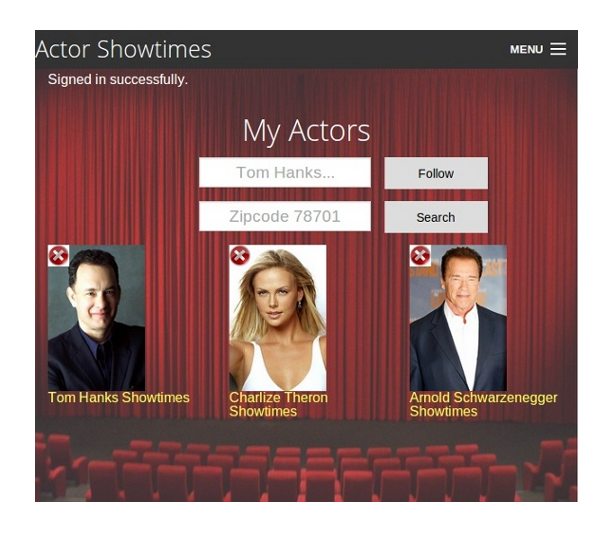 Actor Showtimes
MENU
Signed in successfully.
My Actors
Tom Hanks...
Follow
Zipcode 78701
Search
Tom Hanks Showtimes
Charlize Theron
Showtimes
Arnold Schwarzenegger
Showtimes